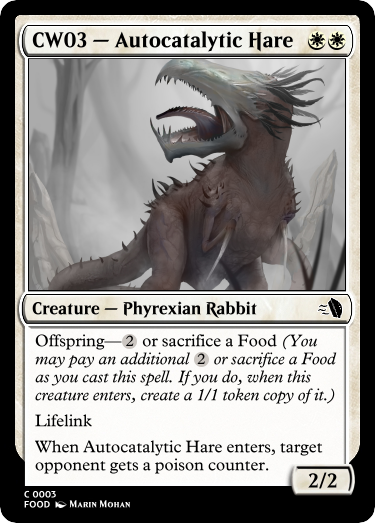 CW03 — Autocatalytic Hare
Creature — Phyrexian Rabbit
Offspring—2 or sacrifice a Food (You
may pay an additional 2 or sacrifice a Food
as you cast this spell. If you do, when this
creature enters, create a 1/1 token copy of it.)
Lifelink
When Autocatalytic Hare enters, target
opponent gets a poison counter.
2/2
C 0003
FOOD Marin Mohan